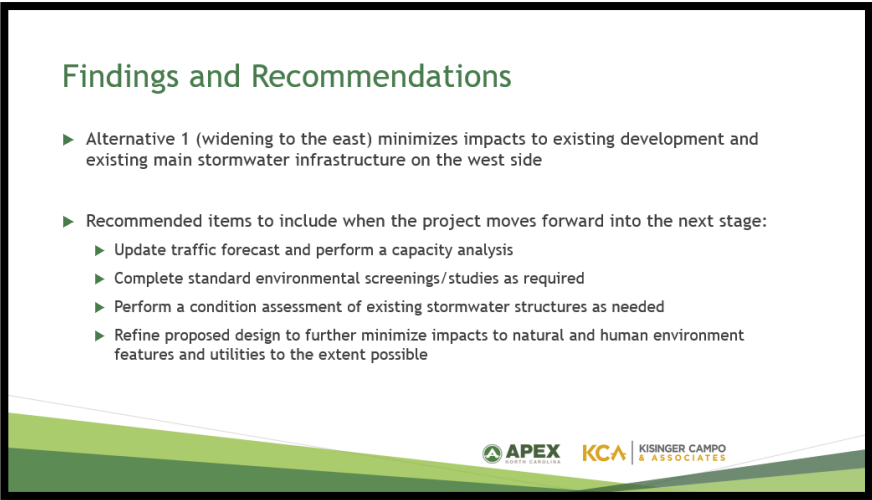 Findings and Recommendations
Alternative 1 (widening to the east) minimizes impacts to existing development and
existing main stormwater infrastructure on the west side
Recommended items to include when the project moves forward into the next stage:
Update traffic forecast and perform a capacity analysis
Complete standard environmental screenings/studies as required
Perform a condition assessment of existing stormwater structures as needed
Refine proposed design to further minimize impacts to natural and human environment
features and utilities to the extent possible
APEX
NORTH CAROLINA
KCA
KISINGER CAMPO
& ASSOCIATES